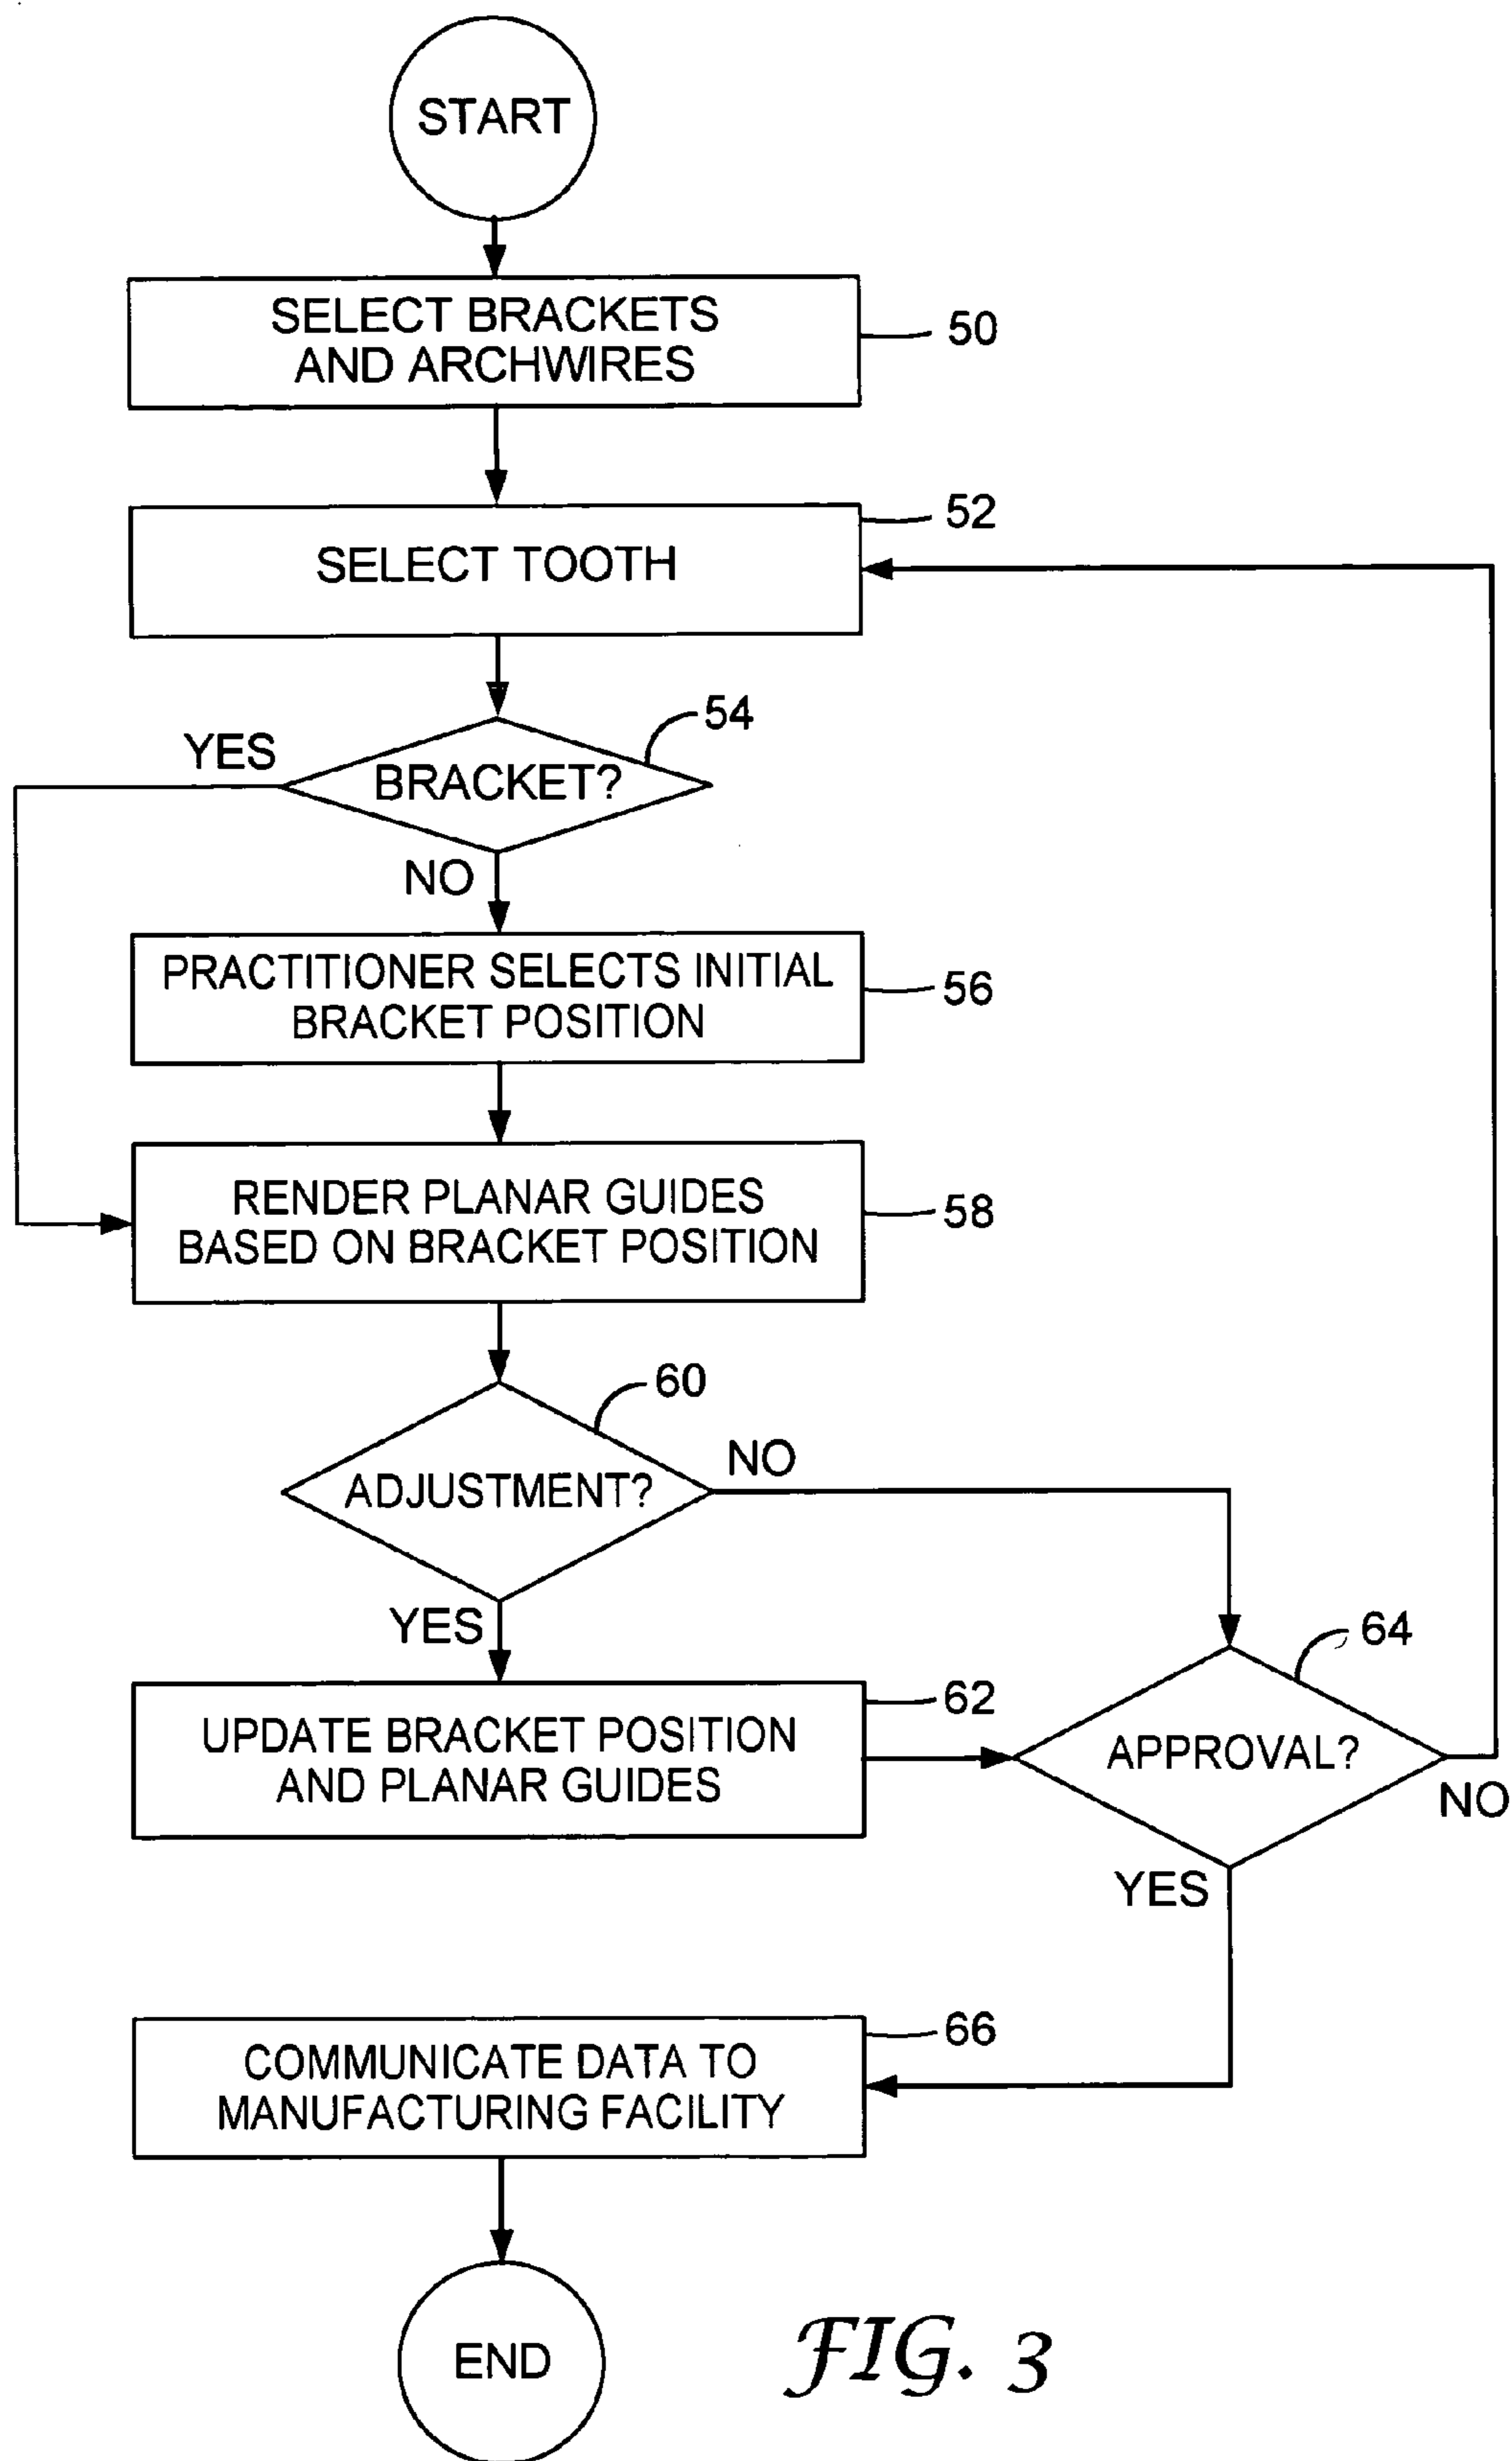 START
SELECT BRACKETS
AND ARCHWIRES
50
52
SELECT TOOTH
54
YES
BRACKET?
NO
PRACTITIONER SELECTS INITIAL
BRACKET POSITION
56
RENDER PLANAR GUIDES
BASED ON BRACKET POSITION
58
60
NO
ADJUSTMENT?
YES
64
62
UPDATE BRACKET POSITION
AND PLANAR GUIDES
APPROVAL?
NO
YES
66
COMMUNICATE DATA TO
MANUFACTURING FACILITY
END
FIG. 3